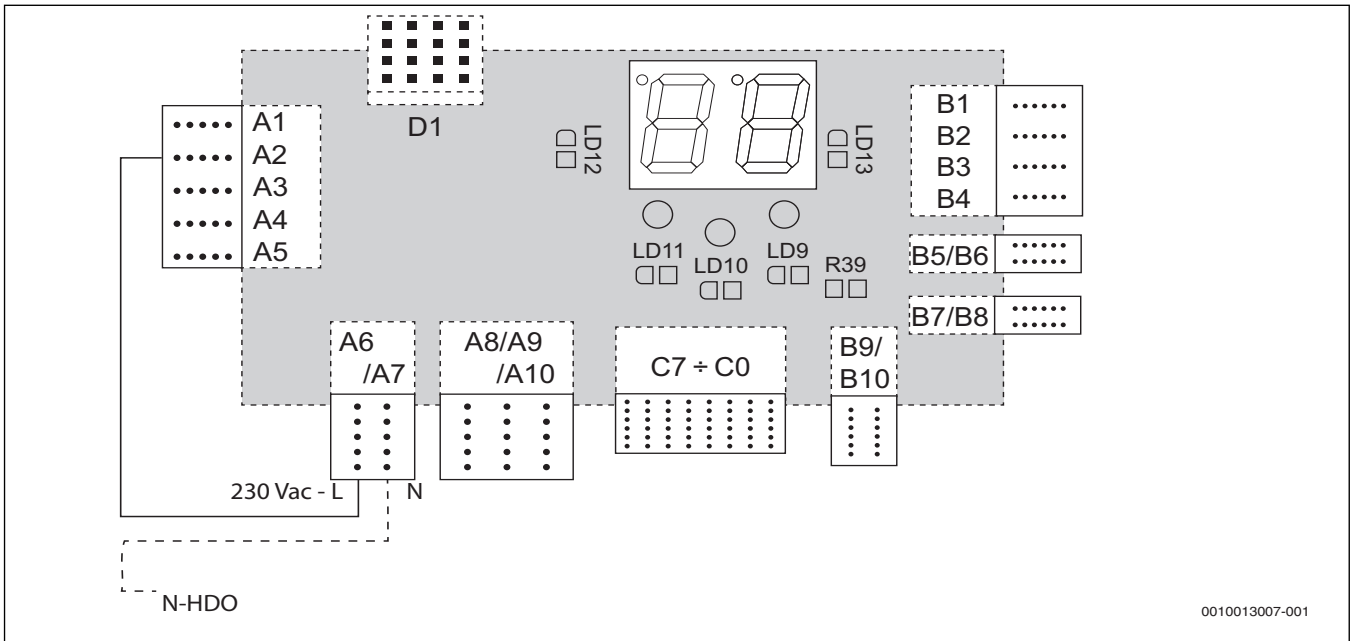 D1
A1
A2
A3
A4
A5
LD12
LD13
B1
B2
B3
B4
LD11
LD10
LD9
R39
B5/B6
B7/B8
A6
/A7
A8/A9
/A10
C7 ÷ C0
B9/
B10
230 Vac - L
N
N-HDO
0010013007-001